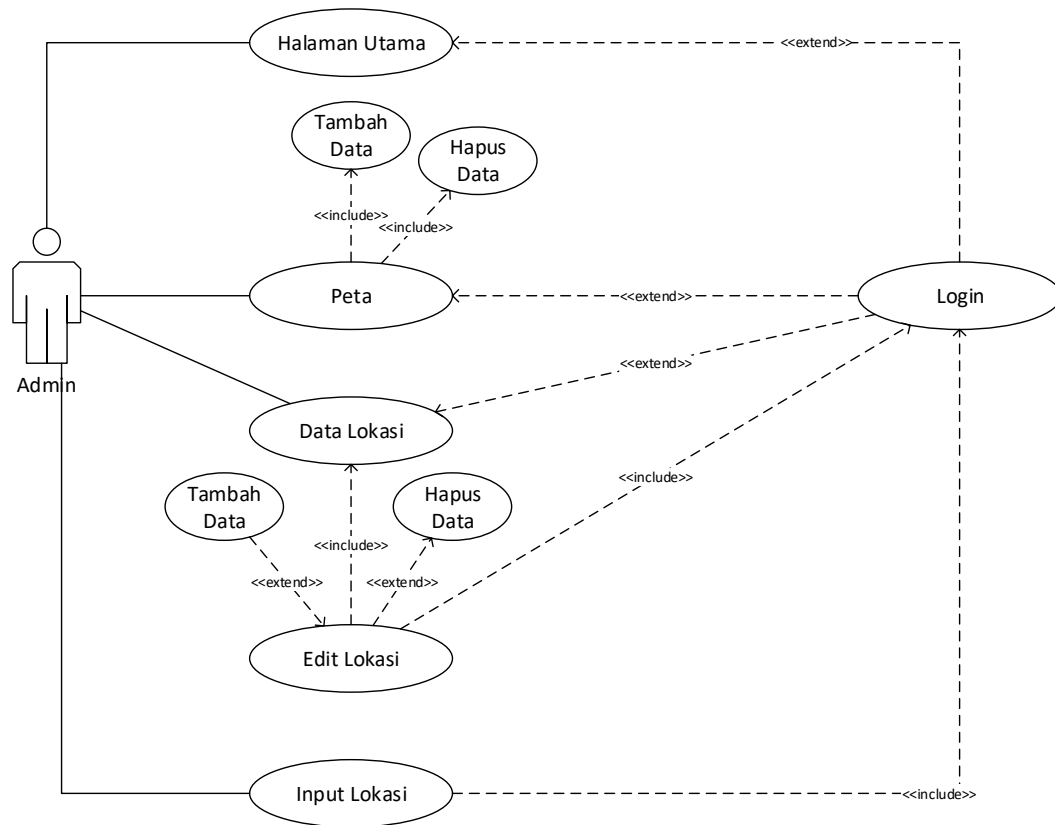 Halaman Utama
<<extend>>
Tambah
Data
Hapus
Data
<<include>>
<<include>>
Peta
<<extend>>
Login
Admin
<<extend>>
Data Lokasi
<<include>>
Tambah
Data
Hapus
Data
<<include>>
<<extend>>
<<extend>>
Edit Lokasi
Input Lokasi
<<include>>